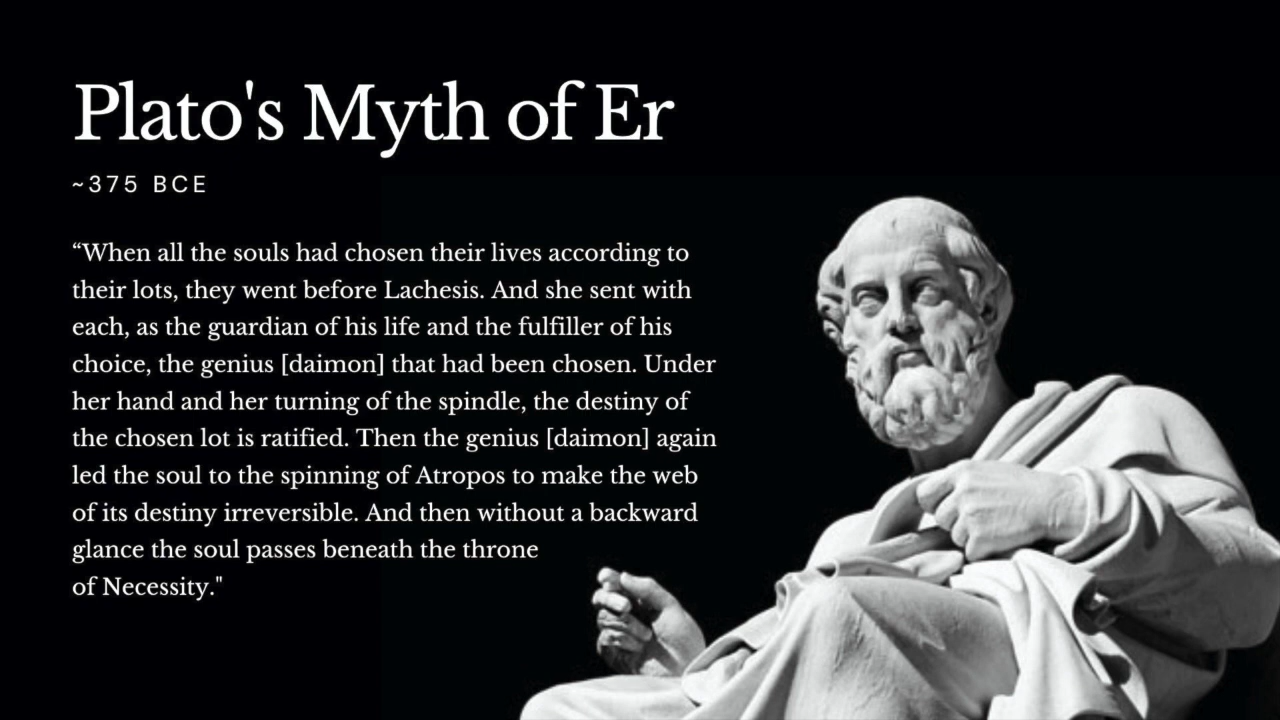 Plato's Myth of Er
~375 BCE
“When all the souls had chosen their lives according to
their lots, they went before Lachesis. And she sent with
each, as the guardian of his life and the fulfiller of his
choice, the genius [daimon] that had been chosen. Under
her hand and her turning of the spindle, the destiny of
the chosen lot is ratified. Then the genius [daimon] again
led the soul to the spinning of Atropos to make the web
of its destiny irreversible. And then without a backward
glance the soul passes beneath the throne
of Necessity."